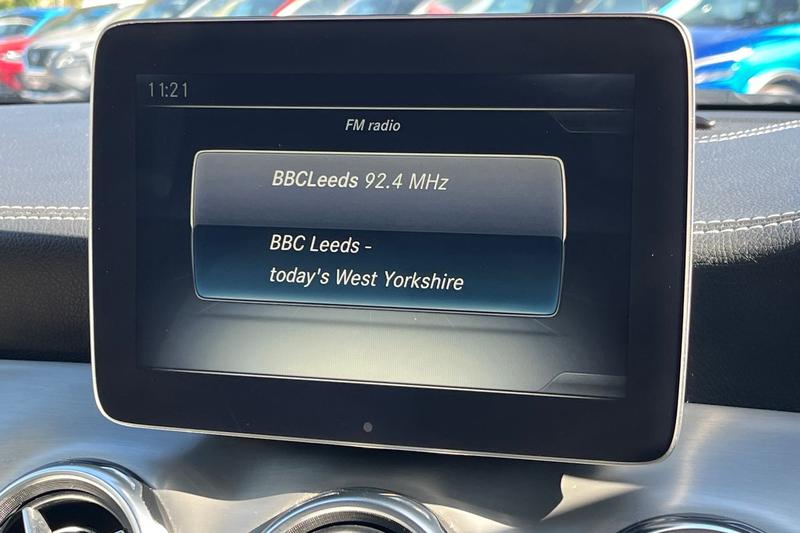 11:21
FM radio
BBCLeeds 92.4 MHz
BBC Leeds -
today's West Yorkshire